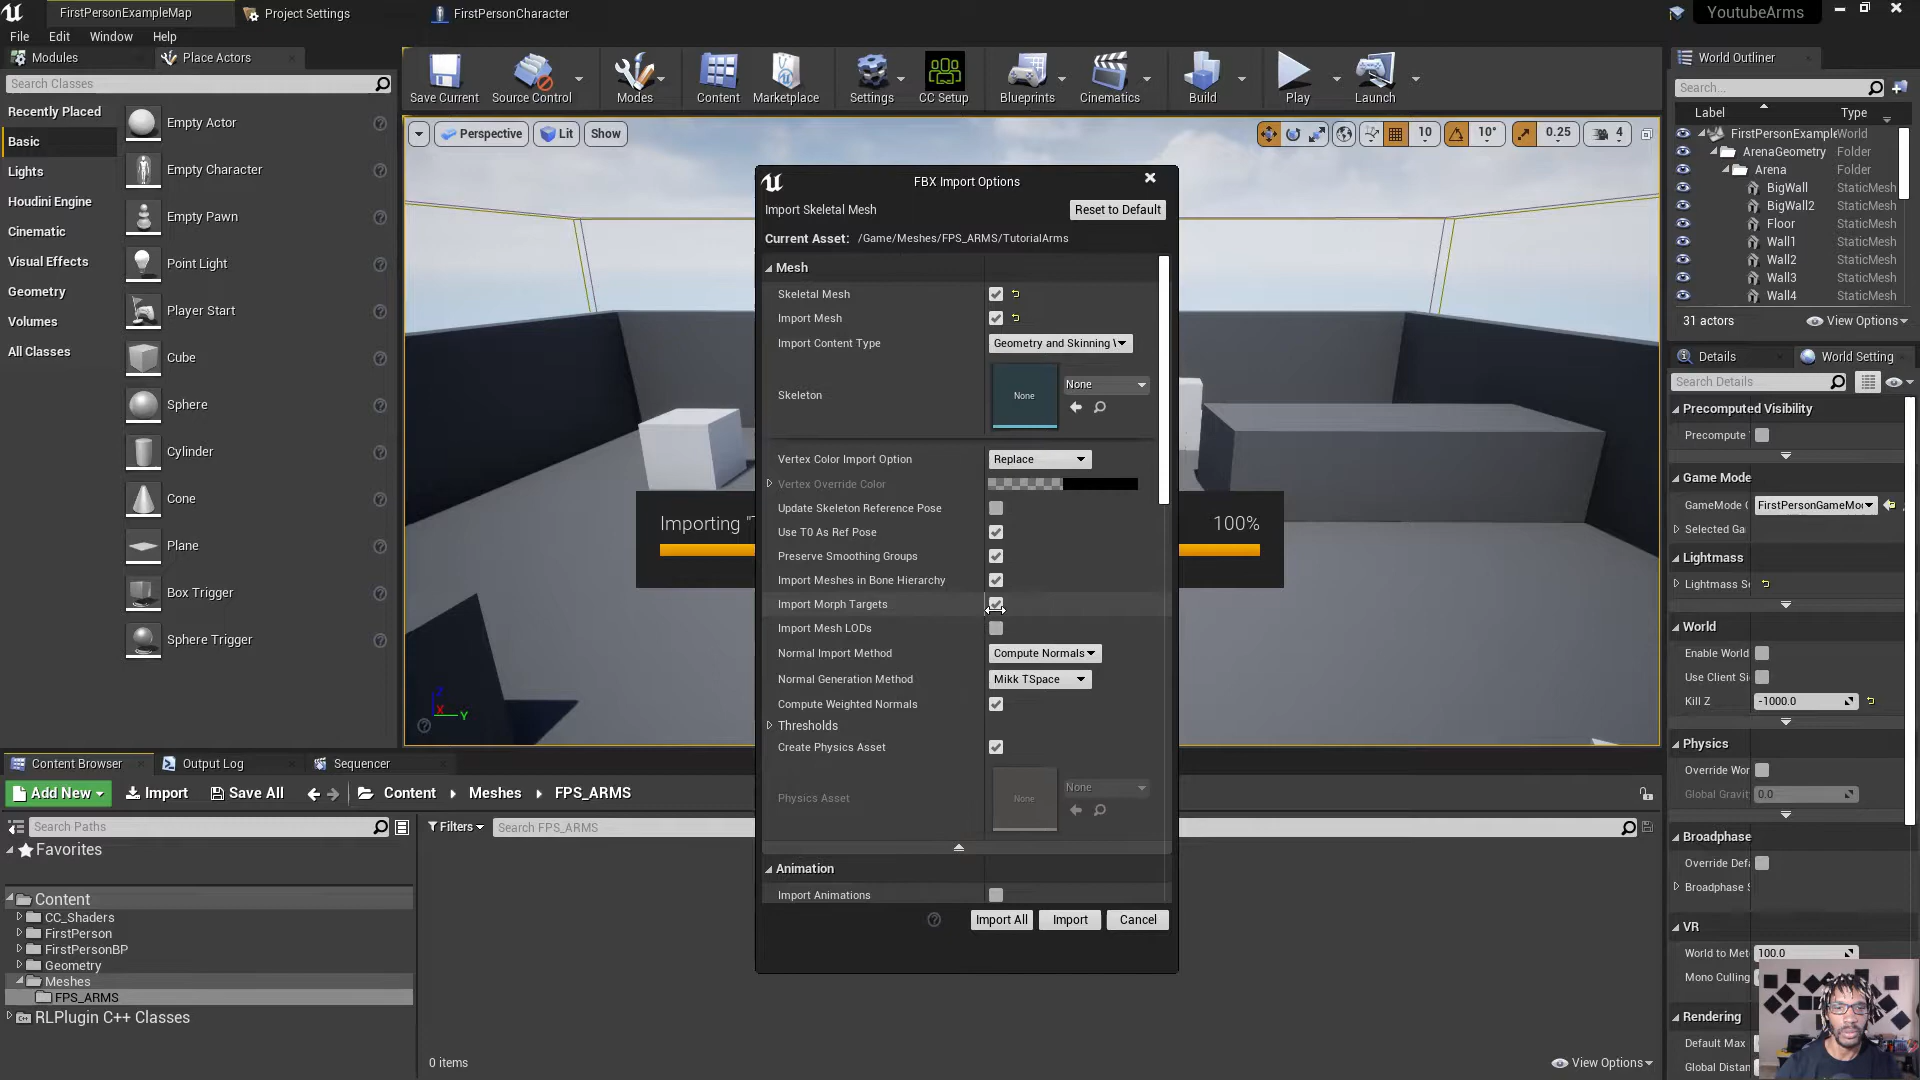 FirstPersonExampleMap
Project Settings
FirstPersonCharacter
YoutubeArms
File Edit Window Help
Modules
Place Actors
Search Classes
Recently Placed
Basic
Lights
Houdini Engine
Cinematic
Visual Effects
Geometry
Volumes
All Classes
Empty Actor
Empty Character
Empty Pawn
Point Light
Player Start
Cube
Sphere
Cylinder
Cone
Plane
Box Trigger
Sphere Trigger
Save Current
Source Control
Modes
Content
Marketplace
Settings
CC Setup
Blueprints
Cinematics
Build
Play
Launch
Perspective
Lit
Show
10
10°
0.25
4
Importing "
100%
X
Y
FBX Import Options
Import Skeletal Mesh
Reset to Default
Current Asset: /Game/Meshes/FPS_ARMS/TutorialArms
Mesh
Skeletal Mesh
Import Mesh
Import Content Type
Geometry and Skinning
Skeleton
None
None
Vertex Color Import Option
Replace
Vertex Override Color
Update Skeleton Reference Pose
Use T0 As Ref Pose
Preserve Smoothing Groups
Import Meshes in Bone Hierarchy
Import Morph Targets
Import Mesh LODs
Normal Import Method
Compute Normals
Normal Generation Method
Mikk TSpace
Compute Weighted Normals
Thresholds
Create Physics Asset
Physics Asset
None
None
Animation
Import Animations
Import All
Import
Cancel
World Outliner
Search...
Label
Type
FirstPersonExample World
ArenaGeometry Folder
Arena Folder
BigWall StaticMesh
BigWall2 StaticMesh
Floor StaticMesh
Wall1 StaticMesh
Wall2 StaticMesh
Wall3 StaticMesh
Wall4 StaticMesh
31 actors
View Options
Details
World Setting
Search Details
Precomputed Visibility
Precompute
Game Mode
GameMode
FirstPersonGameMo
Selected Ga
Lightmass
Lightmass Se
World
Enable World
Use Client Si
Kill Z
-1000.0
Physics
Override Wor
Global Gravit
0.0
Broadphase
Override Defa
Broadphase S
VR
World to Met
100.0
Mono Culling
Rendering
Default Max
Global Distan
Content Browser
Output Log
Sequencer
Add New
Import
Save All
Content
Meshes
FPS_ARMS
Search Paths
Filters
Search FPS_ARMS
Favorites
Content
CC_Shaders
FirstPerson
FirstPersonBP
Geometry
Meshes
FPS_ARMS
RLPlugin C++ Classes
0 items
View Options